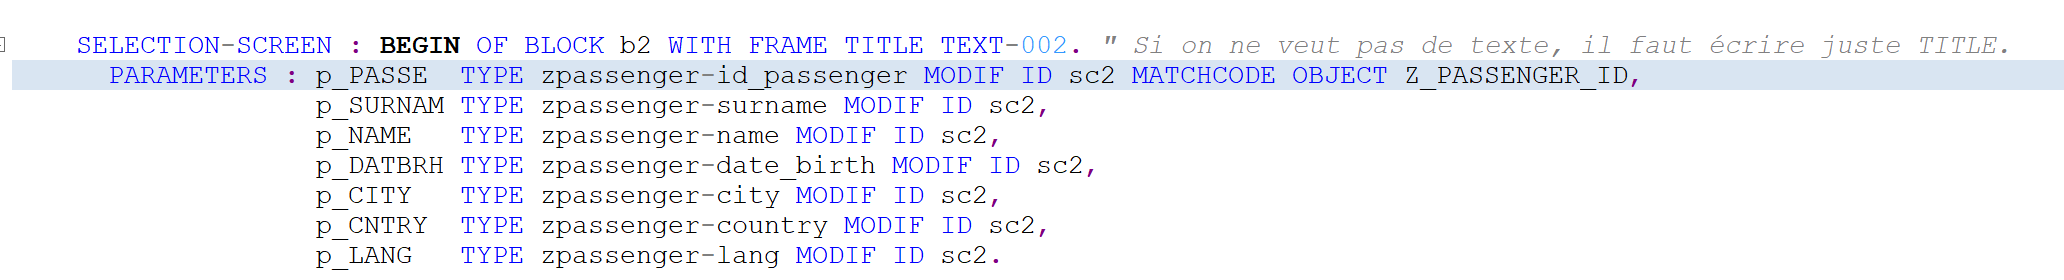 SELECTION-SCREEN : BEGIN OF BLOCK b2 WITH FRAME TITLE TEXT-002. " Si on ne veut pas de texte, il faut écrire juste TITLE.
PARAMETERS : p_PASSE TYPE zpassenger-id_passenger MODIF ID sc2 MATCHCODE OBJECT Z_PASSENGER_ID,
p_SURNAM TYPE zpassenger-surname MODIF ID sc2,
p_NAME TYPE zpassenger-name MODIF ID sc2,
p_DATBRH TYPE zpassenger-date_birth MODIF ID sc2,
p_CITY TYPE zpassenger-city MODIF ID sc2,
p_CNTRY TYPE zpassenger-country MODIF ID sc2,
p_LANG TYPE zpassenger-lang MODIF ID sc2.